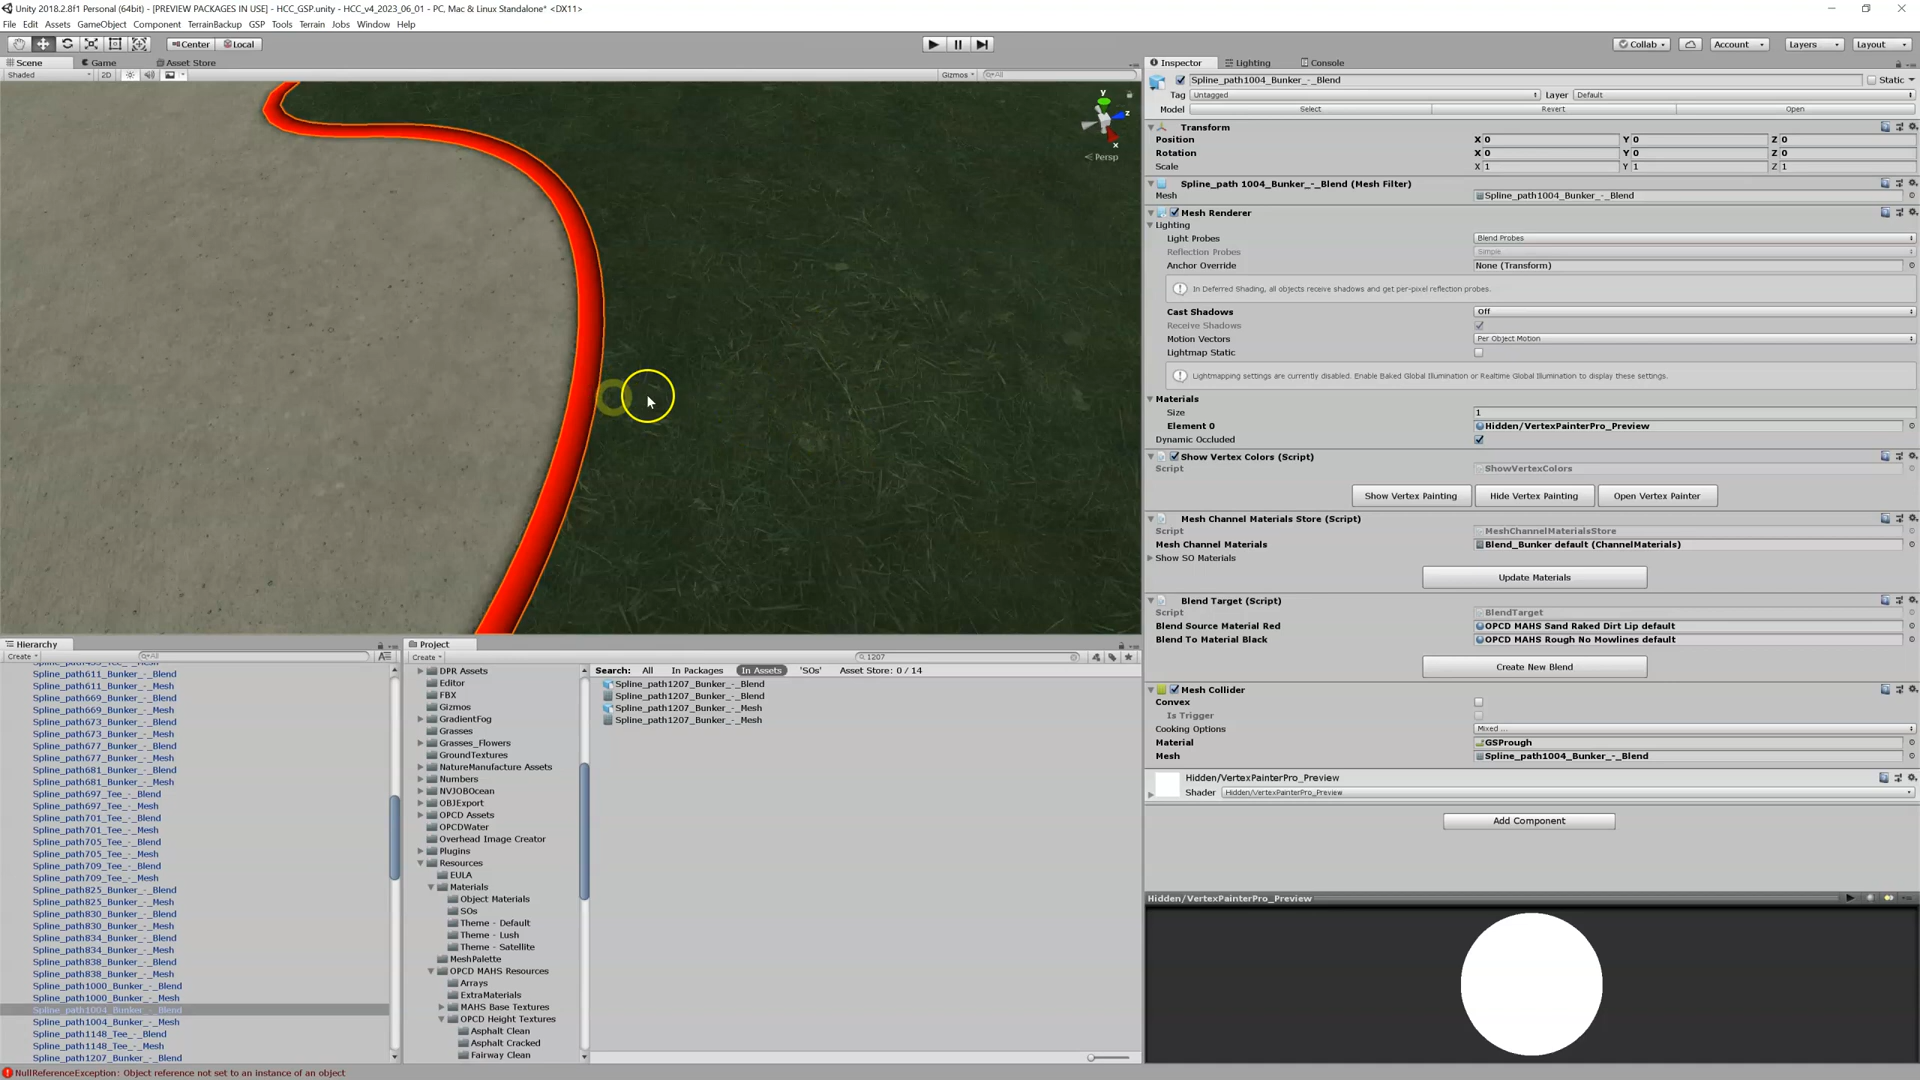 Unity 2018.2.8f1 Personal (64bit) - [PREVIEW PACKAGES IN USE] - HCC_GSP.unity - HCC_v4_2023_06_01 - PC, Mac & Linux Standalone* <DX11>
File Edit Assets GameObject Component TerrainBackup GSP Tools Terrain Jobs Window Help
Center Local Collab Account Layers Layout
Scene Game Asset Store
Shaded 2D Gizmos All
y z x
Persp
Inspector Lighting Console
Spline_path1004_Bunker_-_Blend Static
Tag Untagged Layer Default
Model Select Revert Open
Transform
Position X 0 Y 0 Z 0
Rotation X 0 Y 0 Z 0
Scale X 1 Y 1 Z 1
Spline_path 1004_Bunker_-_Blend (Mesh Filter)
Mesh Spline_path1004_Bunker_-_Blend
Mesh Renderer
Lighting
Light Probes Blend Probes
Reflection Probes Simple
Anchor Override None (Transform)
In Deferred Shading, all objects receive shadows and get per-pixel reflection probes.
Cast Shadows Off
Receive Shadows
Motion Vectors Per Object Motion
Lightmap Static
Lightmapping settings are currently disabled. Enable Baked Global Illumination or Realtime Global Illumination to display these settings.
Materials
Size 1
Element 0 Hidden/VertexPainterPro_Preview
Dynamic Occluded
Show Vertex Colors (Script)
Script ShowVertexColors
Show Vertex Painting Hide Vertex Painting Open Vertex Painter
Mesh Channel Materials Store (Script)
Script MeshChannelMaterialsStore
Mesh Channel Materials Blend_Bunker default (ChannelMaterials)
Show SO Materials
Update Materials
Blend Target (Script)
Script BlendTarget
Blend Source Material Red OPCD MAHS Sand Raked Dirt Lip default
Blend To Material Black OPCD MAHS Rough No Mowlines default
Create New Blend
Mesh Collider
Convex
Is Trigger
Cooking Options Mixed ...
Material GSPrough
Mesh Spline_path1004_Bunker_-_Blend
Hidden/VertexPainterPro_Preview
Shader Hidden/VertexPainterPro_Preview
Add Component
Hidden/VertexPainterPro_Preview
Hierarchy
Create All
Spline_path611_Bunker_-_Blend
Spline_path611_Bunker_-_Mesh
Spline_path669_Bunker_-_Blend
Spline_path669_Bunker_-_Mesh
Spline_path673_Bunker_-_Blend
Spline_path673_Bunker_-_Mesh
Spline_path677_Bunker_-_Blend
Spline_path677_Bunker_-_Mesh
Spline_path681_Bunker_-_Blend
Spline_path681_Bunker_-_Mesh
Spline_path697_Tee_-_Blend
Spline_path697_Tee_-_Mesh
Spline_path701_Tee_-_Blend
Spline_path701_Tee_-_Mesh
Spline_path705_Tee_-_Blend
Spline_path705_Tee_-_Mesh
Spline_path709_Tee_-_Blend
Spline_path709_Tee_-_Mesh
Spline_path825_Bunker_-_Blend
Spline_path825_Bunker_-_Mesh
Spline_path830_Bunker_-_Blend
Spline_path830_Bunker_-_Mesh
Spline_path834_Bunker_-_Blend
Spline_path834_Bunker_-_Mesh
Spline_path838_Bunker_-_Blend
Spline_path838_Bunker_-_Mesh
Spline_path1000_Bunker_-_Blend
Spline_path1000_Bunker_-_Mesh
Spline_path1004_Bunker_-_Blend
Spline_path1004_Bunker_-_Mesh
Spline_path1148_Tee_-_Blend
Spline_path1148_Tee_-_Mesh
Spline_path1207_Bunker_-_Blend
Project
Create 1207
DPR Assets
Editor
FBX
Gizmos
GradientFog
Grasses
Grasses_Flowers
GroundTextures
NatureManufacture Assets
Numbers
NVJOBOcean
OBJExport
OPCD Assets
OPCDWater
Overhead Image Creator
Plugins
Resources
EULA
Materials
Object Materials
SOs
Theme - Default
Theme - Lush
Theme - Satellite
MeshPalette
OPCD MAHS Resources
Arrays
ExtraMaterials
MAHS Base Textures
OPCD Height Textures
Asphalt Clean
Asphalt Cracked
Fairway Clean
Search: All In Packages In Assets 'SOs' Asset Store: 0 / 14
Spline_path1207_Bunker_-_Blend
Spline_path1207_Bunker_-_Blend
Spline_path1207_Bunker_-_Mesh
Spline_path1207_Bunker_-_Mesh
NullReferenceException: Object reference not set to an instance of an object